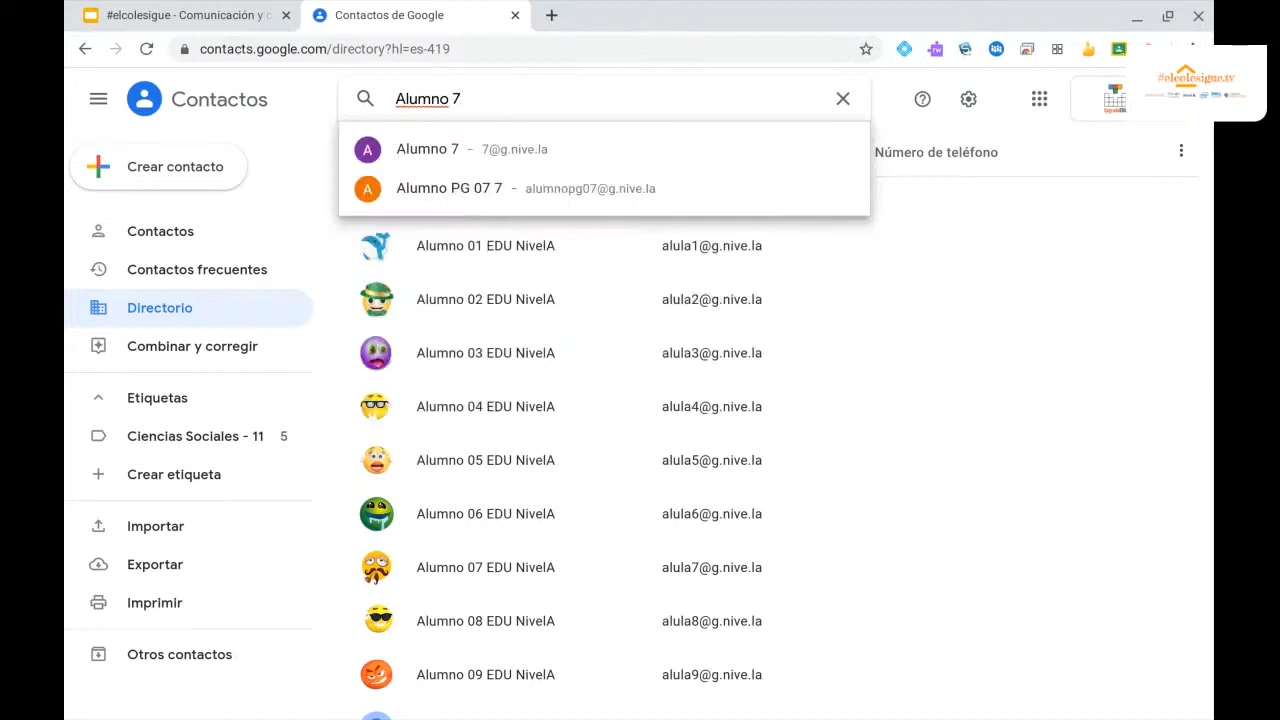 #elcolesigue - Comunicación y c
Contactos de Google
contacts.google.com/directory?hl=es-419
#elcolesigue.tv
Contactos
Alumno 7
Número de teléfono
Crear contacto
A Alumno 7 - 7@g.nive.la
A Alumno PG 07 7 - alumnopg07@g.nive.la
Contactos
Contactos frecuentes
Directorio
Combinar y corregir
Etiquetas
Ciencias Sociales - 11 5
Crear etiqueta
Importar
Exportar
Imprimir
Otros contactos
Alumno 01 EDU NivelA alula1@g.nive.la
Alumno 02 EDU NivelA alula2@g.nive.la
Alumno 03 EDU NivelA alula3@g.nive.la
Alumno 04 EDU NivelA alula4@g.nive.la
Alumno 05 EDU NivelA alula5@g.nive.la
Alumno 06 EDU NivelA alula6@g.nive.la
Alumno 07 EDU NivelA alula7@g.nive.la
Alumno 08 EDU NivelA alula8@g.nive.la
Alumno 09 EDU NivelA alula9@g.nive.la